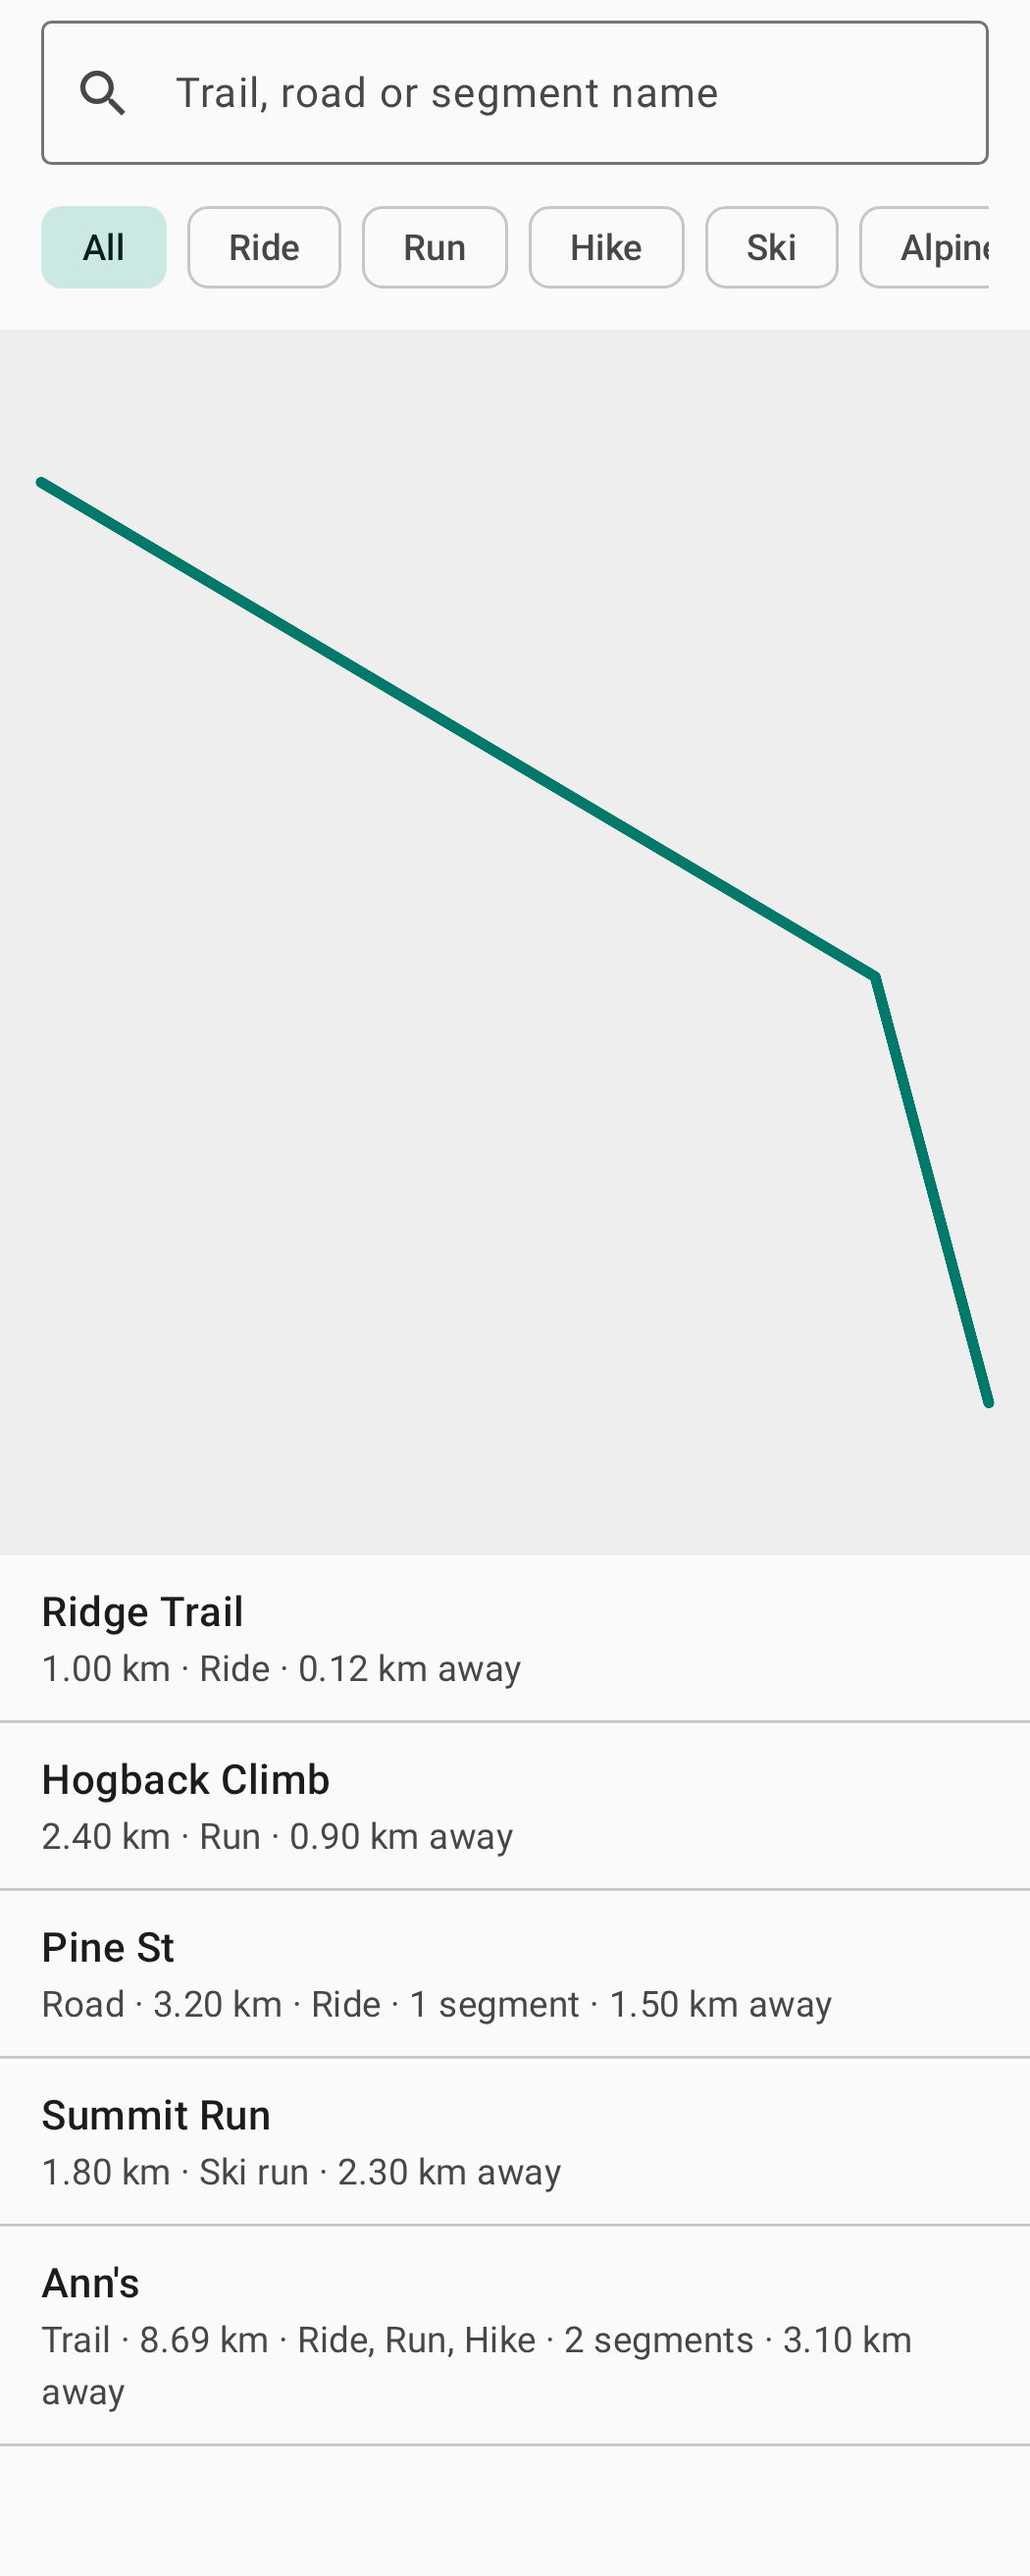 Trail, road or segment name
All Ride Run Hike Ski Alpine
Ridge Trail
1.00 km · Ride · 0.12 km away
Hogback Climb
2.40 km · Run · 0.90 km away
Pine St
Road · 3.20 km · Ride · 1 segment · 1.50 km away
Summit Run
1.80 km · Ski run · 2.30 km away
Ann's
Trail · 8.69 km · Ride, Run, Hike · 2 segments · 3.10 km
away